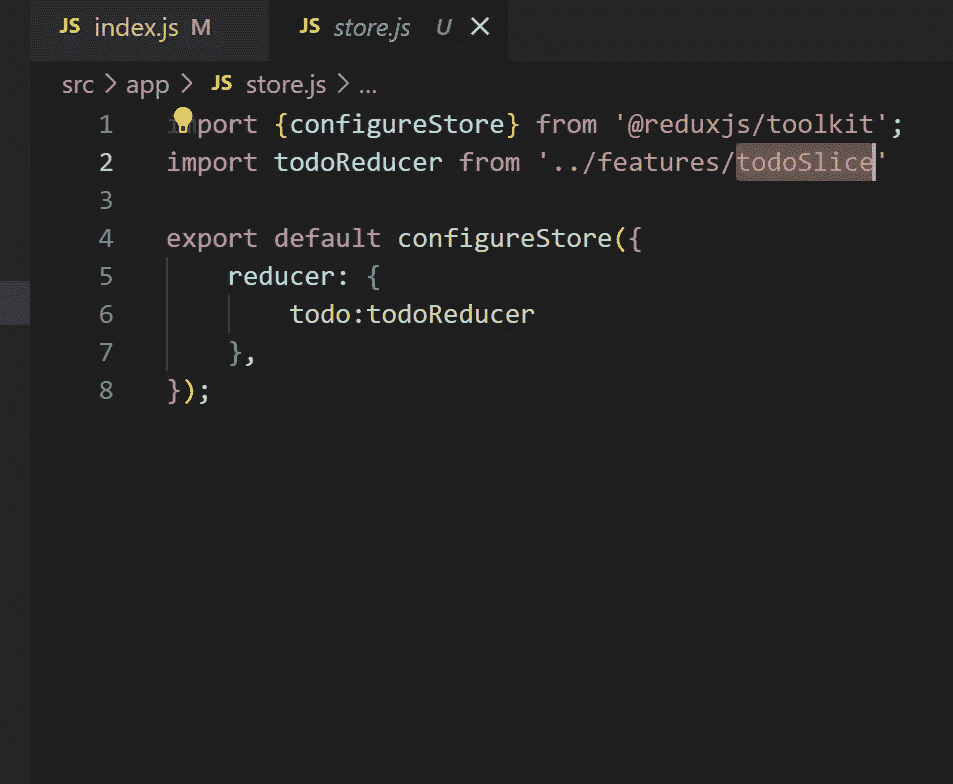 JS index.js M JS store.js U
src > app > JS store.js > ...
1 import {configureStore} from '@reduxjs/toolkit';
2 import todoReducer from '../features/todoSlice'
3
4 export default configureStore({
5 reducer: {
6 todo:todoReducer
7 },
8 });